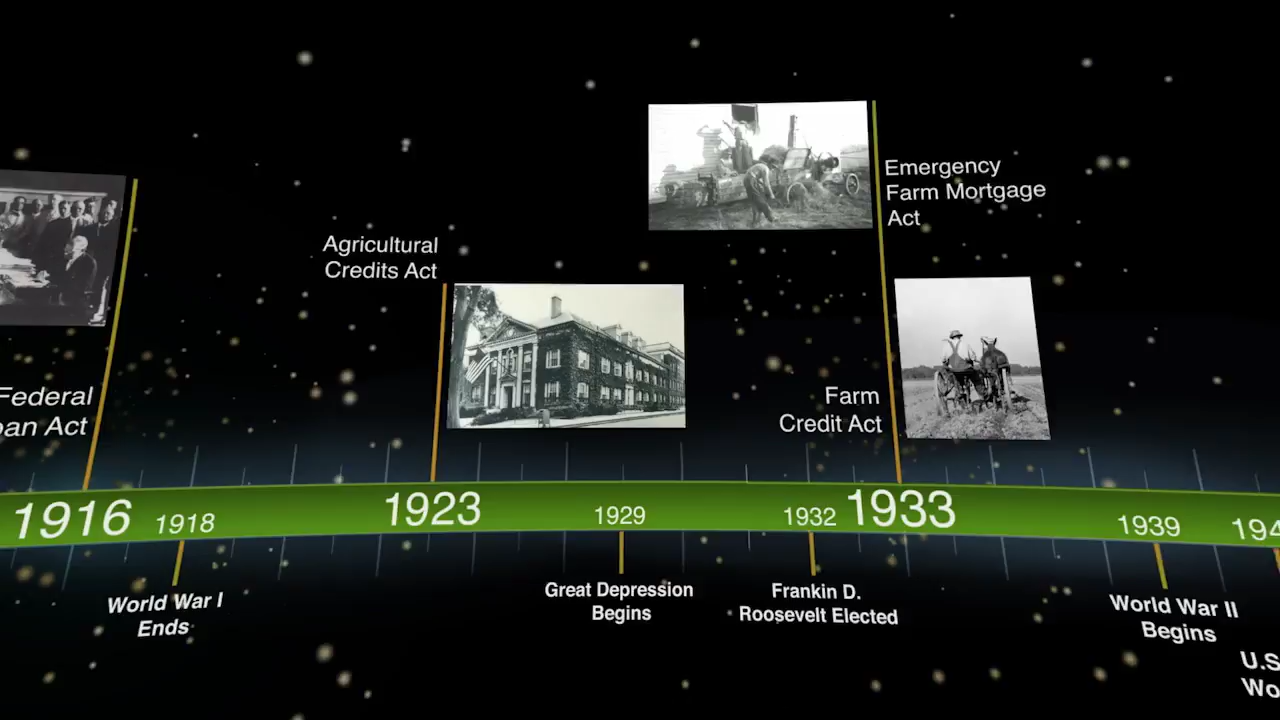 Emergency
Farm Mortgage
Act
Agricultural
Credits Act
Federal
Act
Farm
Credit Act
1916
1918
1923
1929
1932
1933
1939
World War I
Ends
Great Depression
Begins
Frankin D.
Roosevelt Elected
World War II
Begins